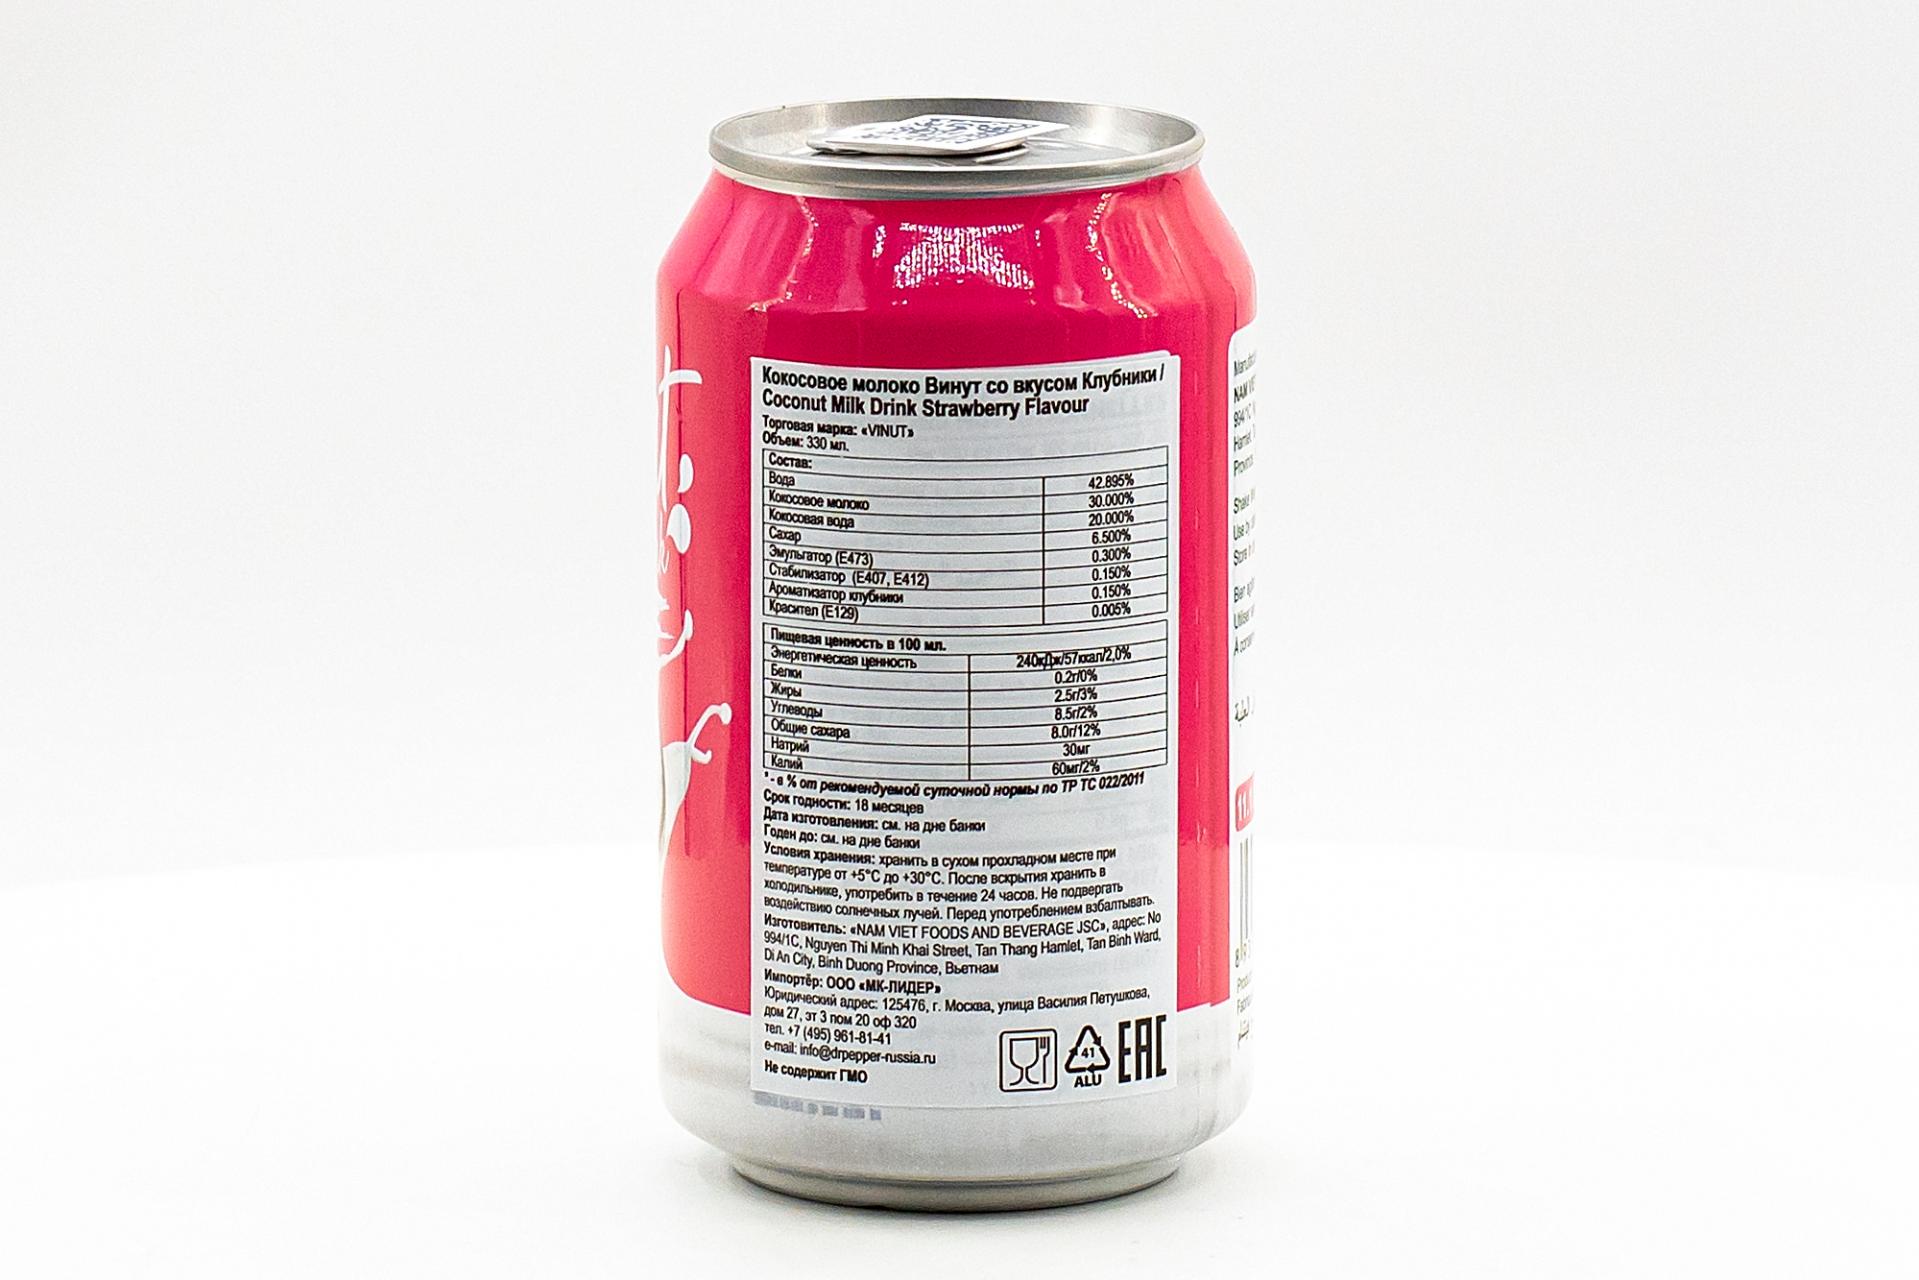 Кокосовое молоко Винут со вкусом Клубники /
Coconut Milk Drink Strawberry Flavour
Торговая марка: «VINUT»
Объем: 330 мл.
Состав:
Вода 42.895%
Кокосовое молоко 30.000%
Кокосовая вода 20.000%
Сахар 6.500%
Эмульгатор (E473) 0.300%
Стабилизатор (E407, E412) 0.150%
Ароматизатор клубники 0.150%
Красител (E129) 0.005%
Пищевая ценность в 100 мл.
Энергетическая ценность 240кДж/57ккал/2,0%
Белки 0.2г/0%
Жиры 2.5г/3%
Углеводы 8.5г/2%
Общие сахара 8.0г/12%
Натрий 30мг
Калий 60мг/2%
* - в % от рекомендуемой суточной нормы по ТР ТС 022/2011
Срок годности: 18 месяцев
Дата изготовления: см. на дне банки
Годен до: см. на дне банки
Условия хранения: хранить в сухом прохладном месте при
температуре от +5°С до +30°С. После вскрытия хранить в
холодильнике, употребить в течение 24 часов. Не подвергать
воздействию солнечных лучей. Перед употреблением взбалтывать.
Изготовитель: «NAM VIET FOODS AND BEVERAGE JSC», адрес: No
994/1C, Nguyen Thi Minh Khai Street, Tan Thang Hamlet, Tan Binh Ward,
Di An City, Binh Duong Province, Вьетнам
Импортёр: ООО «МК-ЛИДЕР»
Юридический адрес: 125476, г. Москва, улица Василия Петушкова,
дом 27, эт 3 пом 20 оф 320
тел. +7 (495) 961-81-41
e-mail: info@drpepper-russia.ru
Не содержит ГМО
41
ALU
EAC